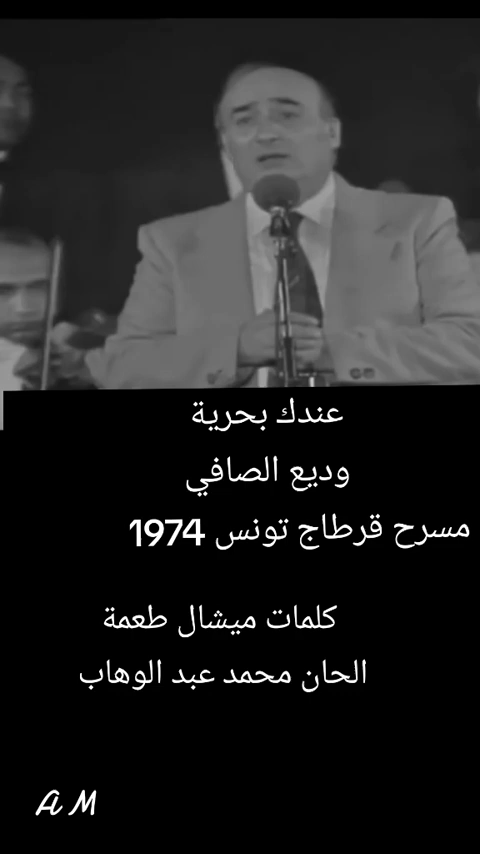 عندك بحرية
وديع الصافي
مسرح قرطاج تونس 1974
كلمات ميشال طعمة
الحان محمد عبد الوهاب
A M